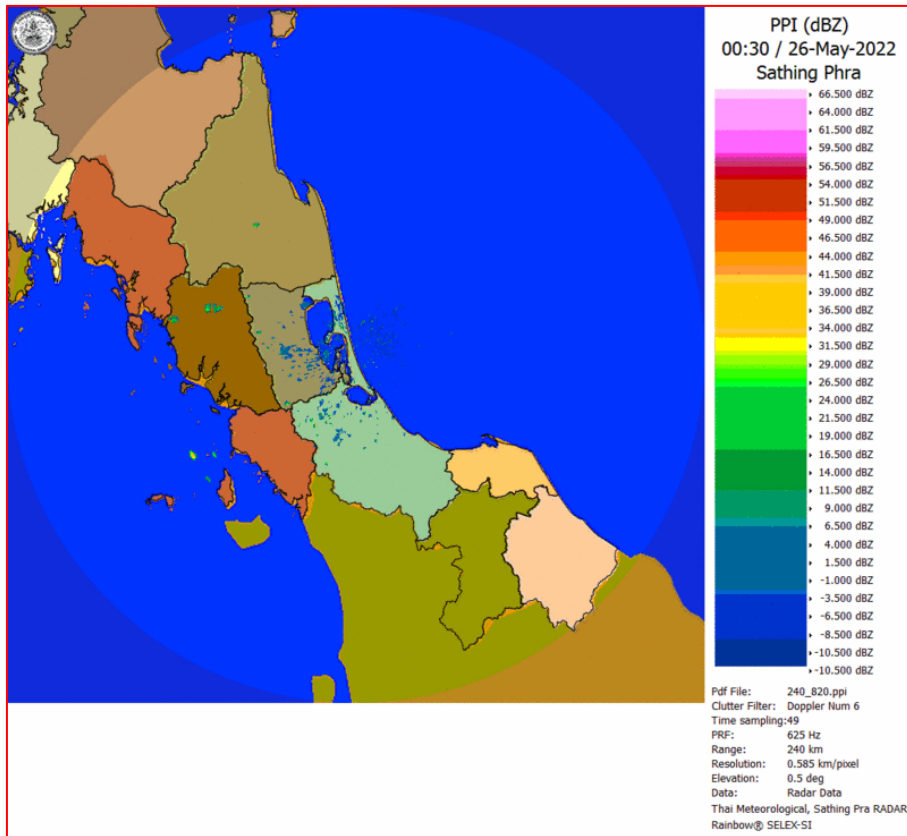 PPI (dBZ)
00:30 / 26-May-2022
Sathing Phra
66.500 dBZ
64.000 dBZ
61.500 dBZ
59.500 dBZ
56.500 dBZ
54.000 dBZ
51.500 dBZ
49.000 dBZ
46.500 dBZ
44.000 dBZ
41.500 dBZ
39.000 dBZ
36.500 dBZ
34.000 dBZ
31.500 dBZ
29.000 dBZ
26.500 dBZ
24.000 dBZ
21.500 dBZ
19.000 dBZ
16.500 dBZ
14.000 dBZ
11.500 dBZ
9.000 dBZ
6.500 dBZ
4.000 dBZ
1.500 dBZ
-1.000 dBZ
-3.500 dBZ
-6.500 dBZ
-8.500 dBZ
-10.500 dBZ
-10.500 dBZ
Pdf File: 240_820.ppi
Clutter Filter: Doppler Num 6
Time sampling:49
PRF: 625 Hz
Range: 240 km
Resolution: 0.585 km/pixel
Elevation: 0.5 deg
Data: Radar Data
Thai Meteorological, Sathing Pra RADAR
Rainbow® SELEX-SI